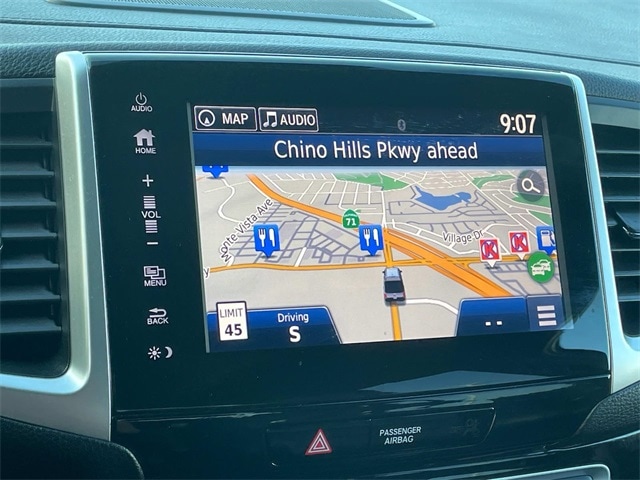 AUDIO
HOME
+
VOL
-
MENU
BACK
MAP
AUDIO
9:07
Chino Hills Pkwy ahead
Monte Vista Ave
71
Village Dr
K
K
y
LIMIT
45
Driving
S
--
PASSENGER
AIRBAG